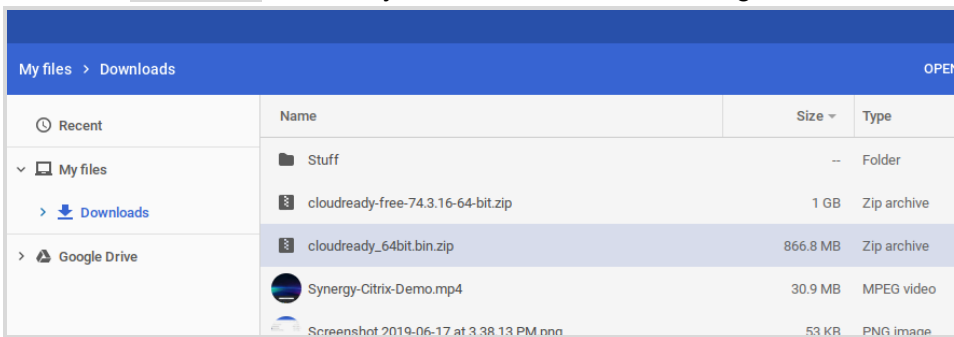 My files > Downloads OPEN
Recent
My files
Downloads
Google Drive
Name Size Type
Stuff -- Folder
cloudready-free-74.3.16-64-bit.zip 1 GB Zip archive
cloudready_64bit.bin.zip 866.8 MB Zip archive
Synergy-Citrix-Demo.mp4 30.9 MB MPEG video
Screenshot 2019-06-17 at 3.38.13 PM.png 53 KB PNG image